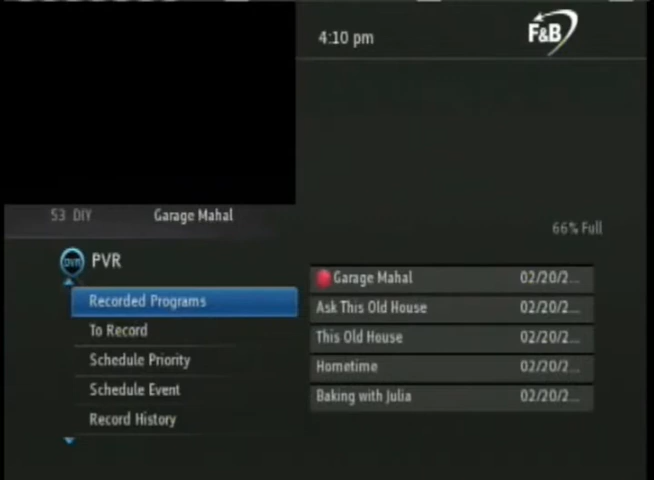 4:10 pm
F&B
53 DIY Garage Mahal
66% Full
DVR PVR
Recorded Programs
To Record
Schedule Priority
Schedule Event
Record History
Garage Mahal 02/20/2...
Ask This Old House 02/20/2...
This Old House 02/20/2...
Hometime 02/20/2...
Baking with Julia 02/20/2...